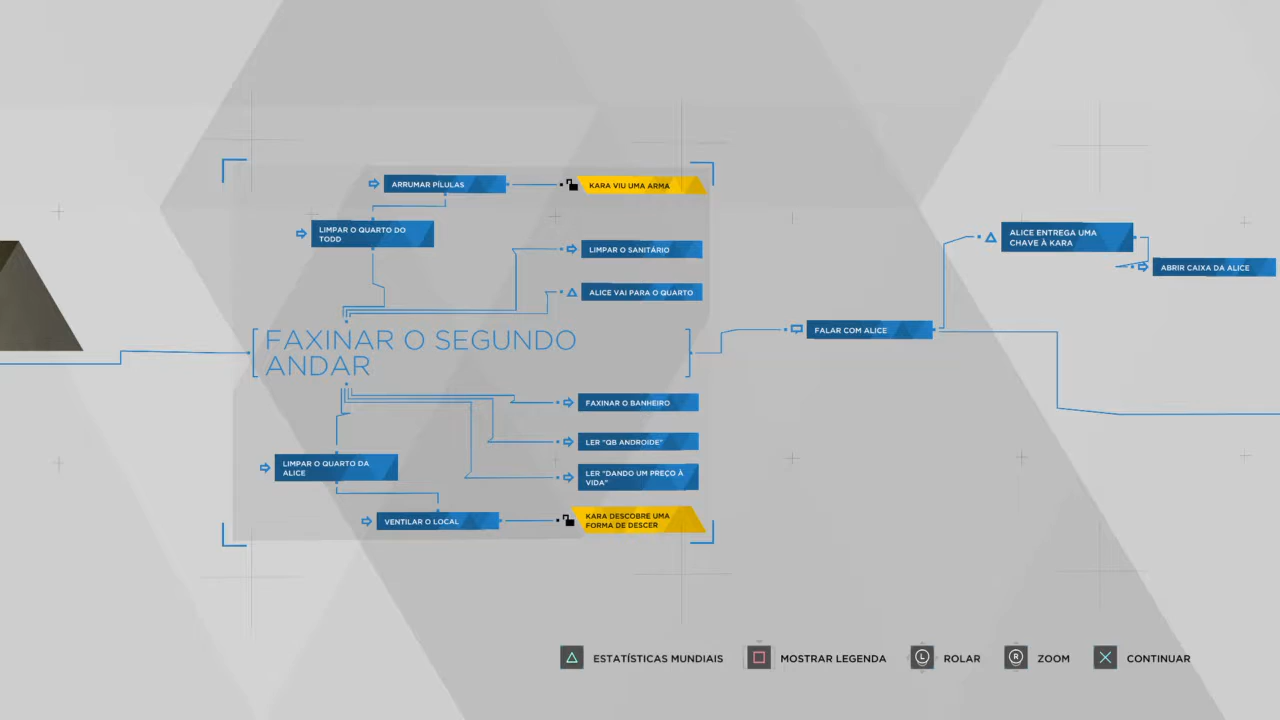 ARRUMAR PÍLULAS
KARA VIU UMA ARMA
LIMPAR O QUARTO DO
TODD
LIMPAR O SANITÁRIO
ALICE VAI PARA O QUARTO
FAXINAR O SEGUNDO
ANDAR
FAXINAR O BANHEIRO
LER "QB ANDROIDE"
LIMPAR O QUARTO DA
ALICE
LER "DANDO UM PREÇO À
VIDA"
VENTILAR O LOCAL
KARA DESCOBRE UMA
FORMA DE DESCER
FALAR COM ALICE
ALICE ENTREGA UMA
CHAVE À KARA
ABRIR CAIXA DA ALICE
ESTATÍSTICAS MUNDIAIS
MOSTRAR LEGENDA
L
ROLAR
R
ZOOM
CONTINUAR